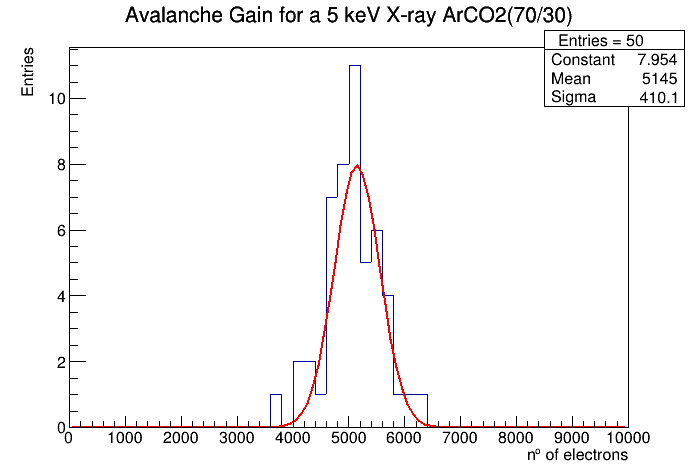 Avalanche Gain for a 5 keV X-ray ArCO2(70/30)
Entries = 50
Constant 7.954
Mean 5145
Sigma 410.1
Entries
10
8
6
4
2
0
0 1000 2000 3000 4000 5000 6000 7000 8000 9000 10000
nº of electrons